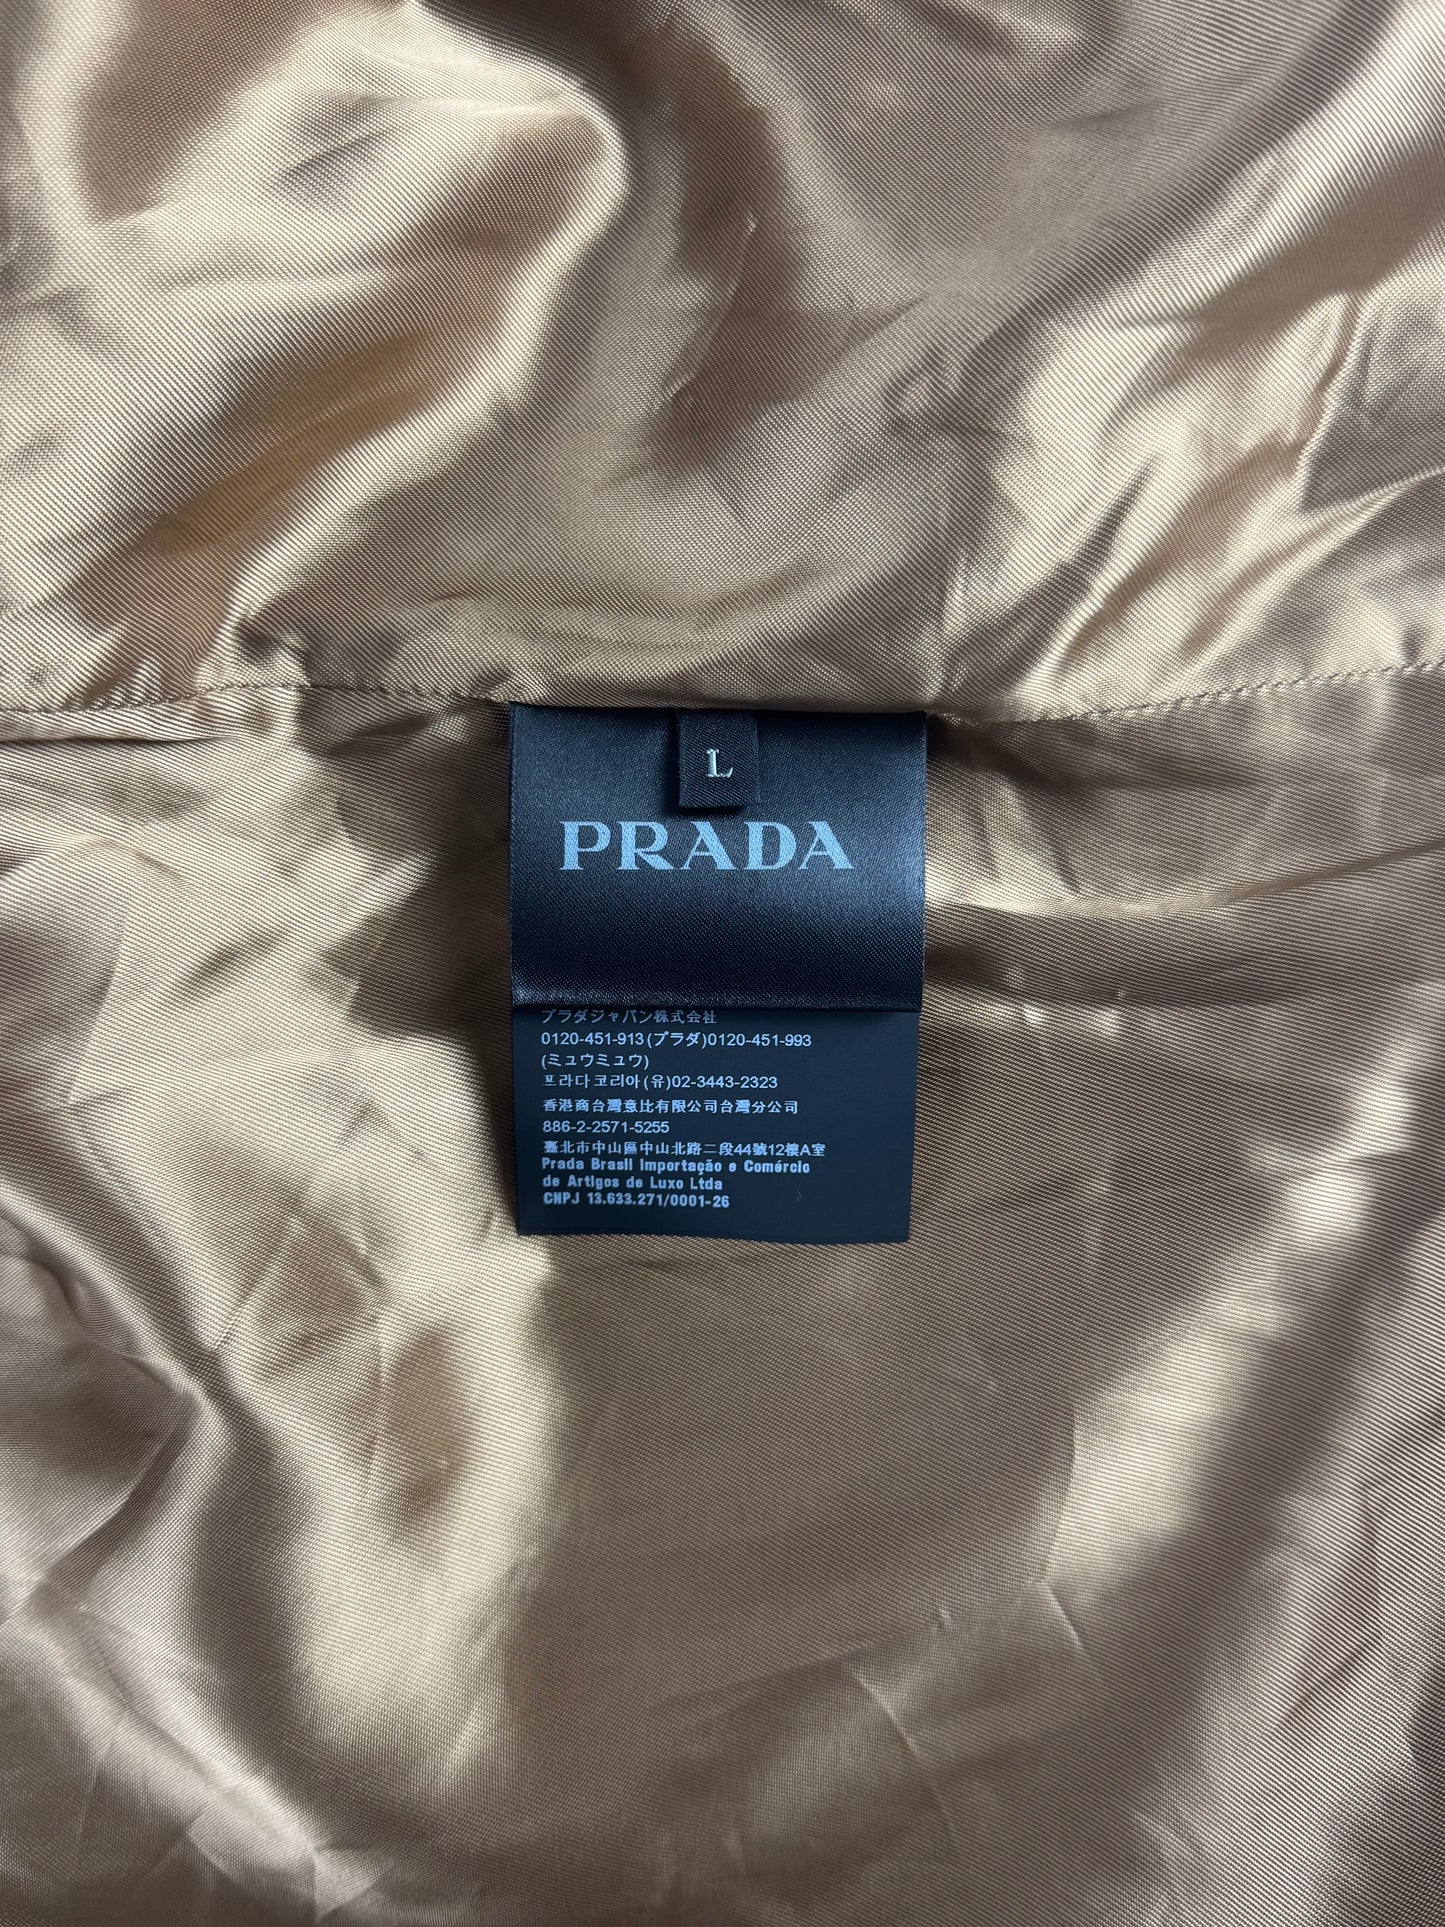 L
PRADA
プラダジャパン株式会社
0120-451-913(プラダ)0120-451-993
(ミュウミュウ)
프라다코리아(유)02-3443-2323
香港商台灣意比有限公司台灣分公司
886-2-2571-5255
臺北市中山區中山北路二段44號12樓A室
Prada Brasil Importação e Comércio
de Artigos de Luxo Ltda
CNPJ 13.633.271/0001-26